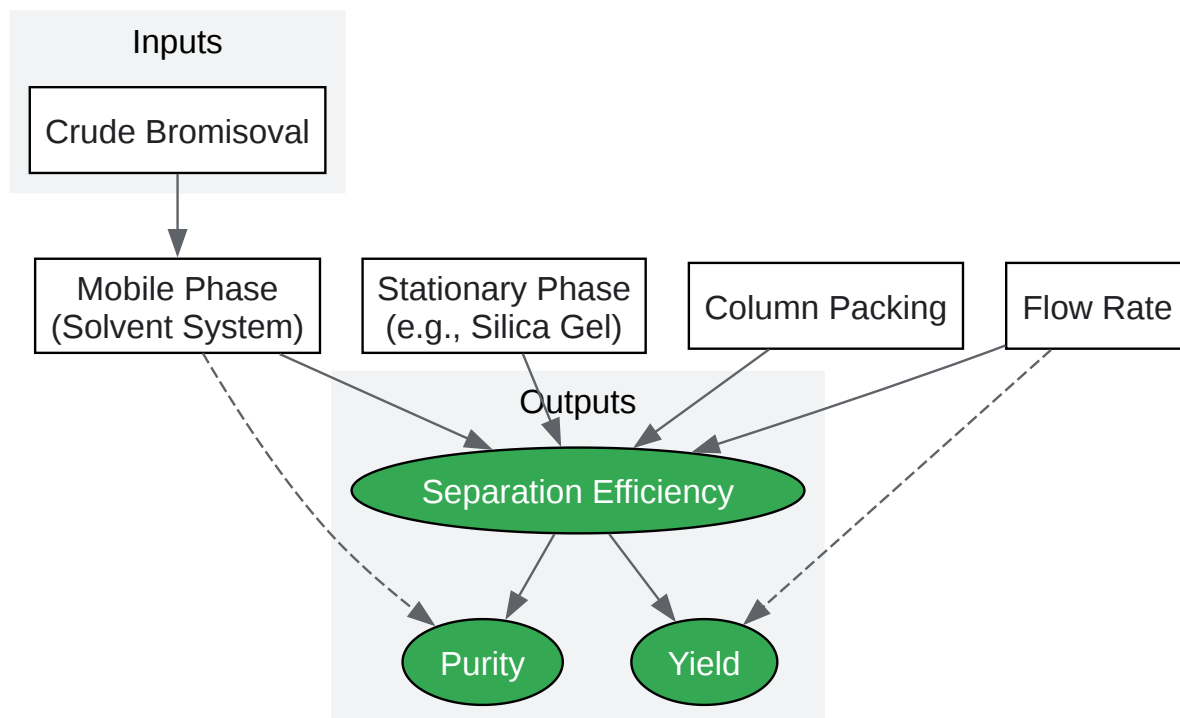 Inputs
Crude Bromisoval
Mobile Phase
(Solvent System)
Stationary Phase
(e.g., Silica Gel)
Column Packing
Flow Rate
Outputs
Separation Efficiency
Purity
Yield